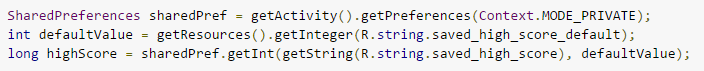 SharedPreferences sharedPref = getActivity().getPreferences(Context.MODE_PRIVATE);
int defaultValue = getResources().getInteger(R.string.saved_high_score_default);
long highScore = sharedPref.getInt(getString(R.string.saved_high_score), defaultValue);